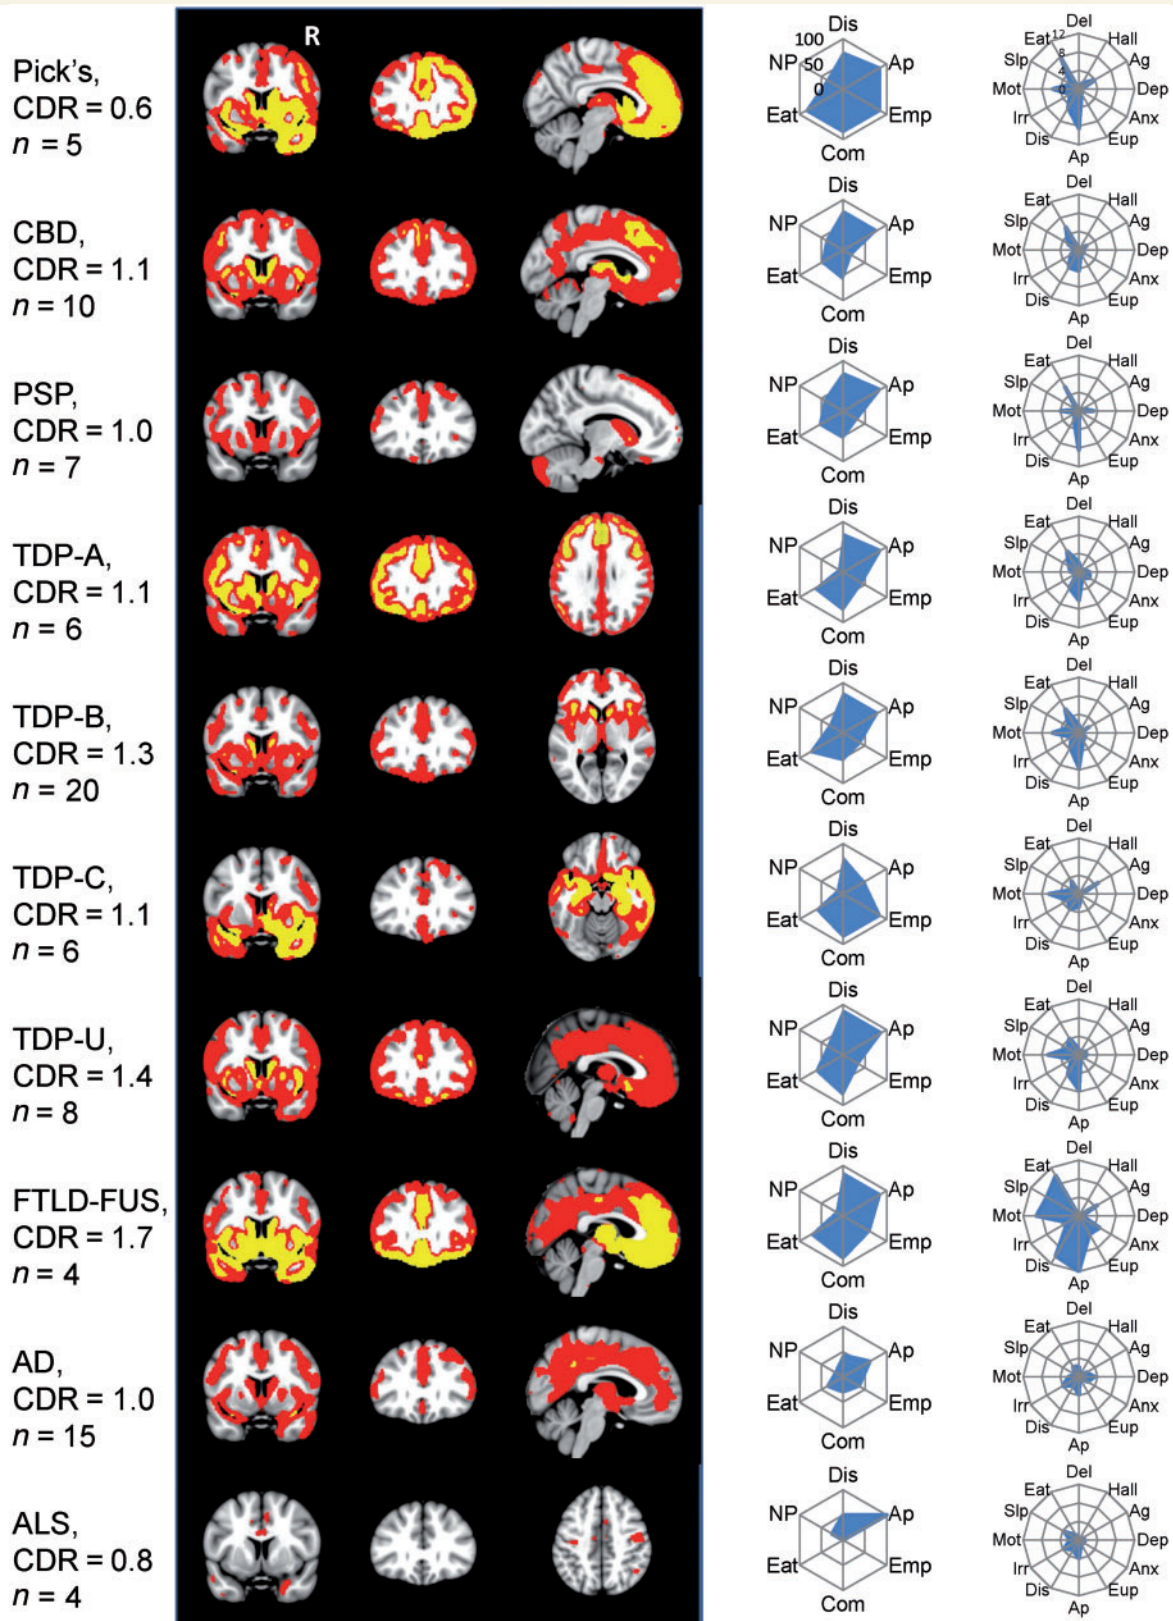 R
Pick's,
CDR = 0.6
n = 5
Dis
100
50
0
NP
Ap
Eat
Emp
Com
Del
12
8
4
0
Eat
Hall
Slp
Ag
Mot
Dep
Irr
Anx
Dis
Eup
Ap
CBD,
CDR = 1.1
n = 10
Dis
NP
Ap
Eat
Emp
Com
Del
Eat
Hall
Slp
Ag
Mot
Dep
Irr
Anx
Dis
Eup
Ap
PSP,
CDR = 1.0
n = 7
Dis
NP
Ap
Eat
Emp
Com
Del
Eat
Hall
Slp
Ag
Mot
Dep
Irr
Anx
Dis
Eup
Ap
TDP-A,
CDR = 1.1
n = 6
Dis
NP
Ap
Eat
Emp
Com
Del
Eat
Hall
Slp
Ag
Mot
Dep
Irr
Anx
Dis
Eup
Ap
TDP-B,
CDR = 1.3
n = 20
Dis
NP
Ap
Eat
Emp
Com
Del
Eat
Hall
Slp
Ag
Mot
Dep
Irr
Anx
Dis
Eup
Ap
TDP-C,
CDR = 1.1
n = 6
Dis
NP
Ap
Eat
Emp
Com
Del
Eat
Hall
Slp
Ag
Mot
Dep
Irr
Anx
Dis
Eup
Ap
TDP-U,
CDR = 1.4
n = 8
Dis
NP
Ap
Eat
Emp
Com
Del
Eat
Hall
Slp
Ag
Mot
Dep
Irr
Anx
Dis
Eup
Ap
FTLD-FUS,
CDR = 1.7
n = 4
Dis
NP
Ap
Eat
Emp
Com
Del
Eat
Hall
Slp
Ag
Mot
Dep
Irr
Anx
Dis
Eup
Ap
AD,
CDR = 1.0
n = 15
Dis
NP
Ap
Eat
Emp
Com
Del
Eat
Hall
Slp
Ag
Mot
Dep
Irr
Anx
Dis
Eup
Ap
ALS,
CDR = 0.8
n = 4
Dis
NP
Ap
Eat
Emp
Com
Del
Eat
Hall
Slp
Ag
Mot
Dep
Irr
Anx
Dis
Eup
Ap